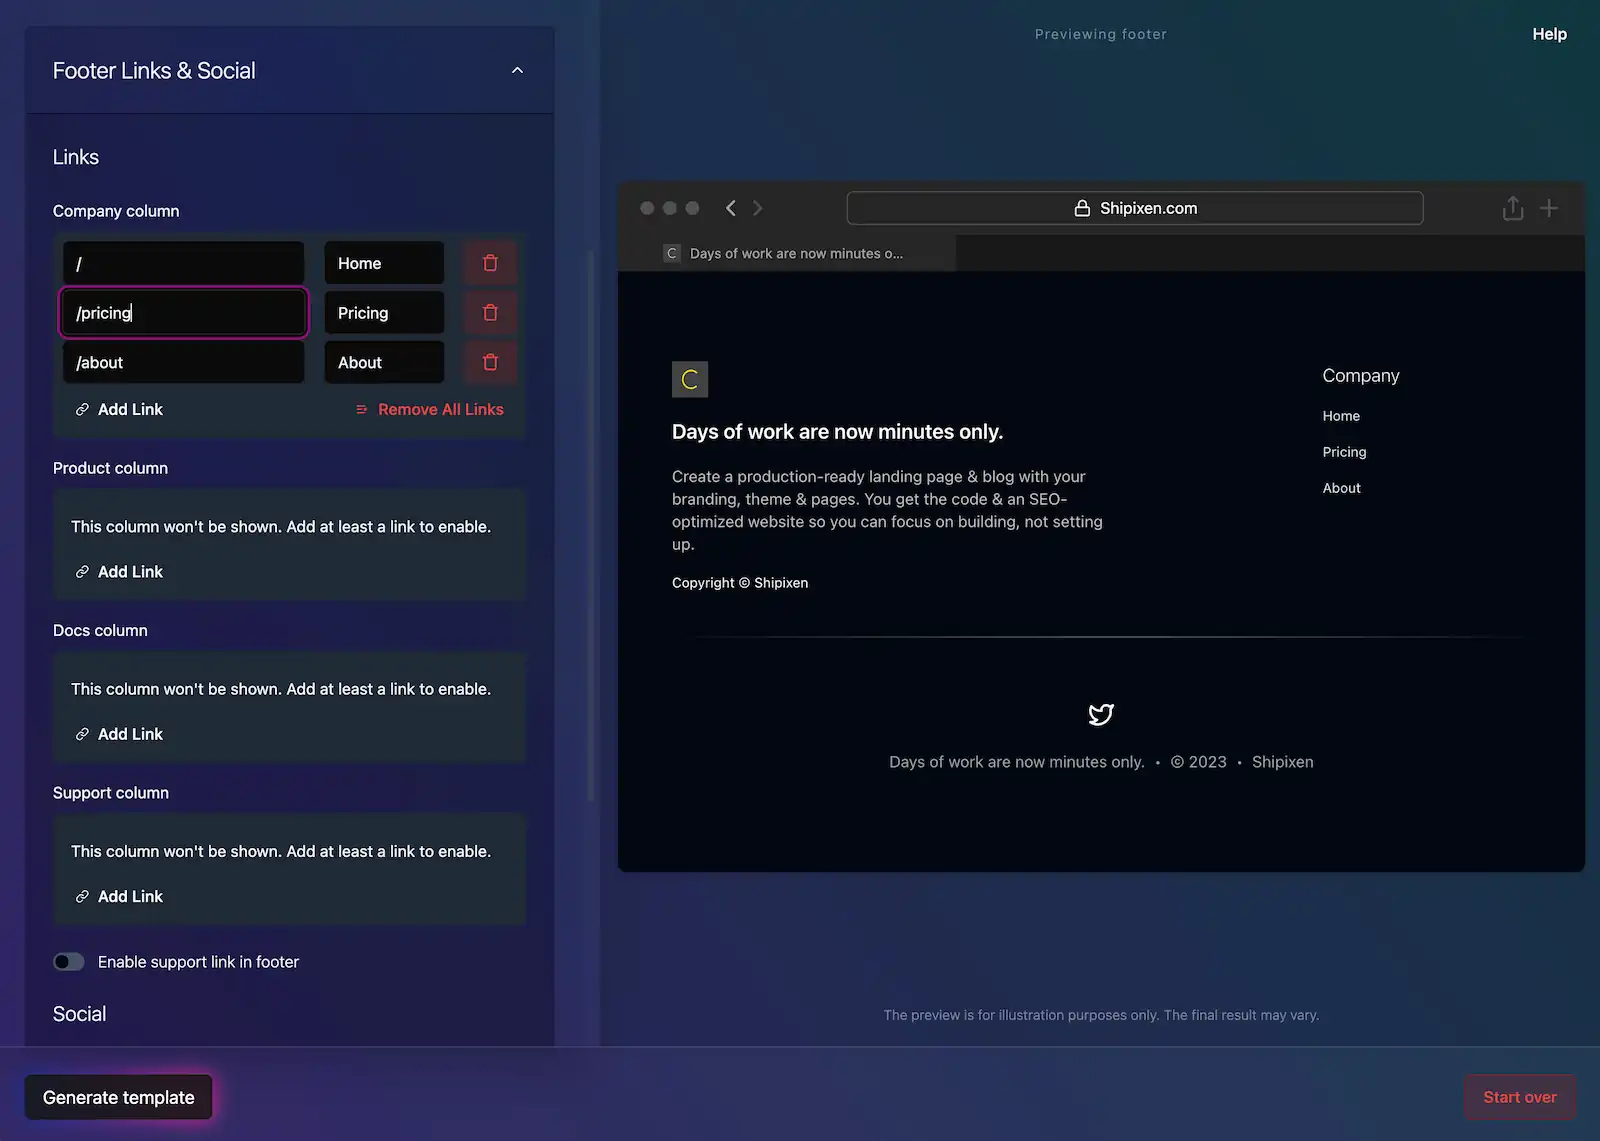 Previewing footer
Help
Footer Links & Social
Links
Company column
/
Home
/pricing
Pricing
/about
About
Add Link
Remove All Links
Product column
This column won't be shown. Add at least a link to enable.
Add Link
Docs column
This column won't be shown. Add at least a link to enable.
Add Link
Support column
This column won't be shown. Add at least a link to enable.
Add Link
Enable support link in footer
Social
Generate template
Shipixen.com
C Days of work are now minutes o...
C
Days of work are now minutes only.
Create a production-ready landing page & blog with your
branding, theme & pages. You get the code & an SEO-
optimized website so you can focus on building, not setting
up.
Copyright © Shipixen
Company
Home
Pricing
About
Days of work are now minutes only. • © 2023 • Shipixen
The preview is for illustration purposes only. The final result may vary.
Start over